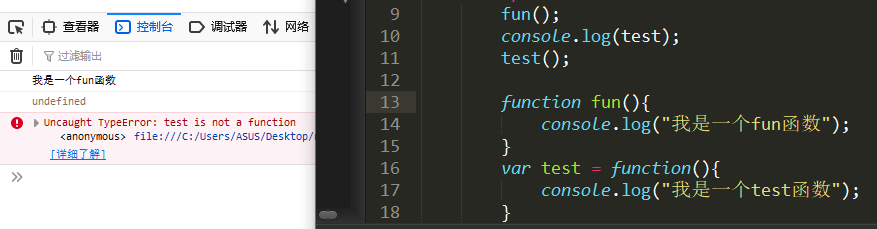 查看器 控制台 调试器 网络
过滤输出
我是一个fun函数
undefined
Uncaught TypeError: test is not a function
<anonymous> file:///C:/Users/ASUS/Desktop/
[详细了解]
9 fun();
10 console.log(test);
11 test();
12
13 function fun(){
14 console.log("我是一个fun函数");
15 }
16 var test = function(){
17 console.log("我是一个test函数");
18 }